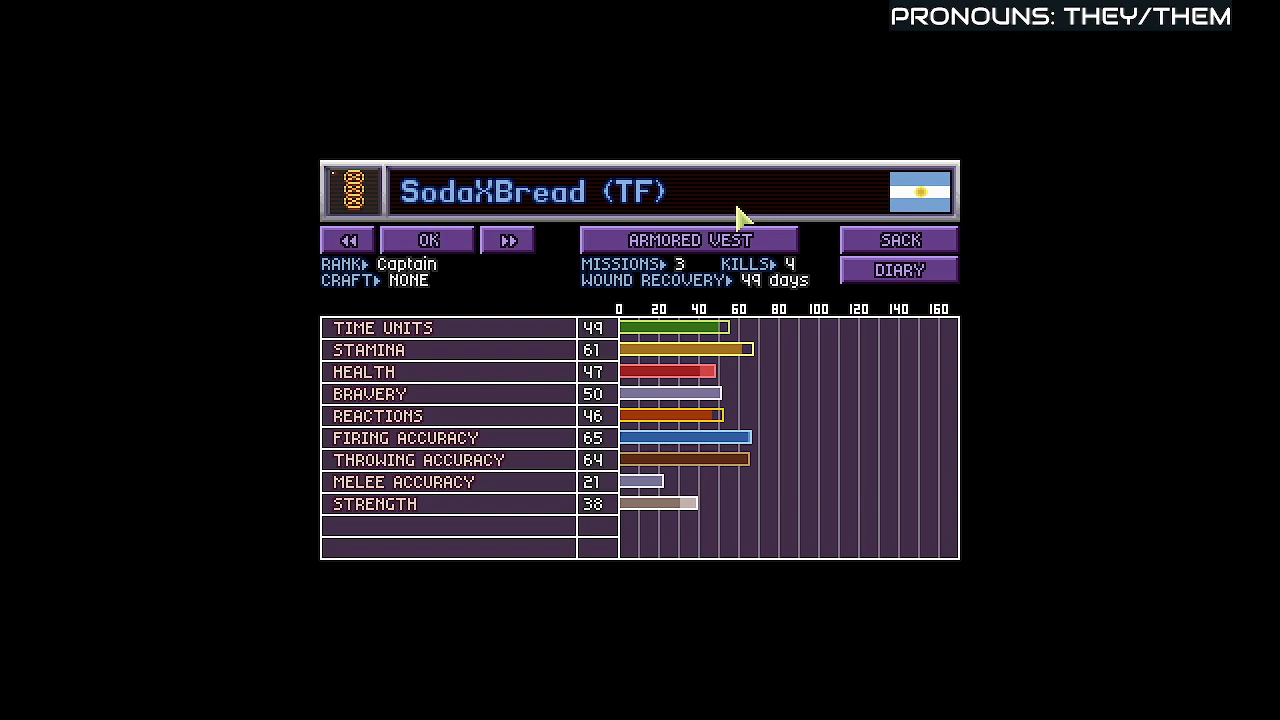 PRONOUNS: THEY/THEM
SodaXBread (TF)
OK ARMORED VEST SACK
RANK Captain MISSIONS 3 KILLS 4 DIARY
CRAFT NONE WOUND RECOVERY 49 days
0 20 40 60 80 100 120 140 160
TIME UNITS 49
STAMINA 61
HEALTH 47
BRAVERY 50
REACTIONS 46
FIRING ACCURACY 65
THROWING ACCURACY 64
MELEE ACCURACY 21
STRENGTH 38